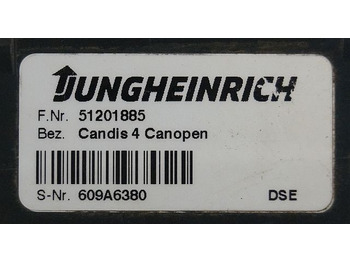 JUNGHEINRICH
F.Nr. 51201885
Bez. Candis 4 Canopen
S-Nr. 609A6380 DSE